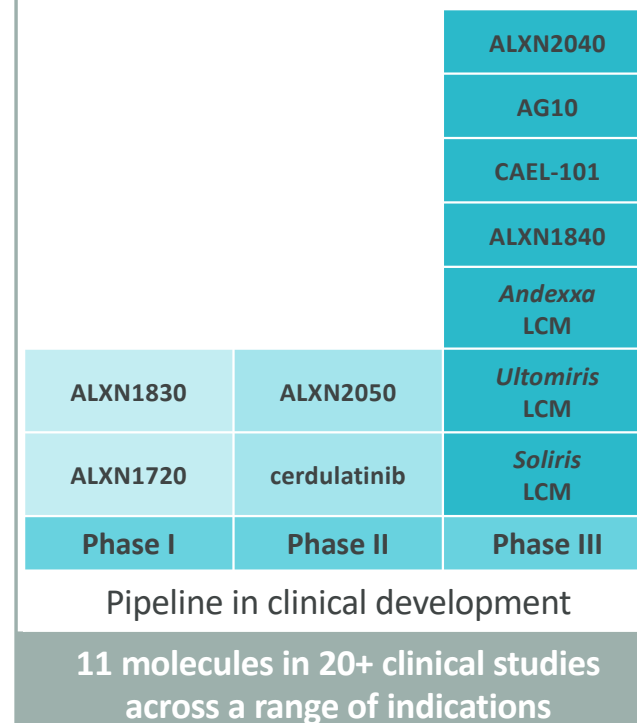 ALXN2040
AG10
CAEL-101
ALXN1840
Andexxa
LCM
ALXN1830
ALXN2050
Ultomiris
LCM
ALXN1720
cerdulatinib
Soliris
LCM
Phase I
Phase II
Phase III
Pipeline in clinical development
11 molecules in 20+ clinical studies
across a range of indications